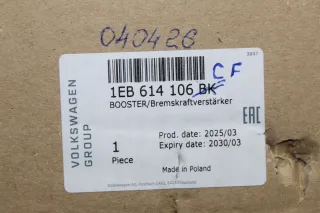 040426
3897
C F
1EB 614 106 BK
BOOSTER/Bremskraftverstärker
VOLKSWAGEN
GROUP
EAC
Prod. date: 2025/03
Expiry date: 2030/03
1
Piece
Made in Poland